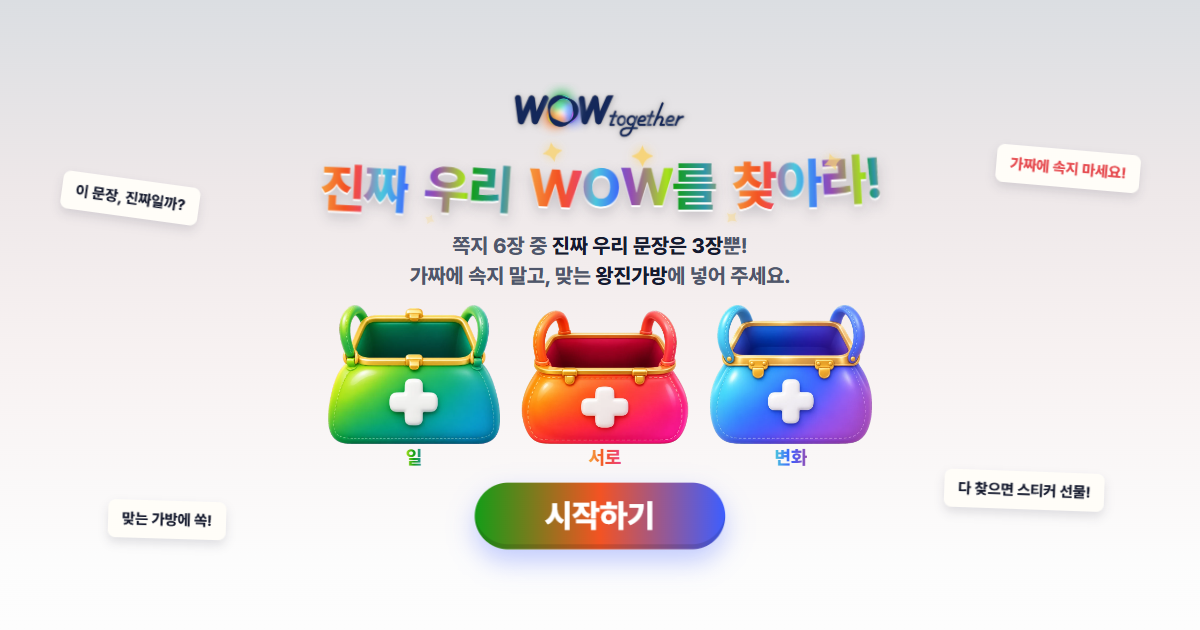 WOW together
진짜 우리 WOW를 찾아라!
이 문장, 진짜일까?
가짜에 속지 마세요!
쪽지 6장 중 진짜 우리 문장은 3장뿐!
가짜에 속지 말고, 맞는 왕진가방에 넣어 주세요.
일
서로
변화
맞는 가방에 쏙!
다 찾으면 스티커 선물!
시작하기